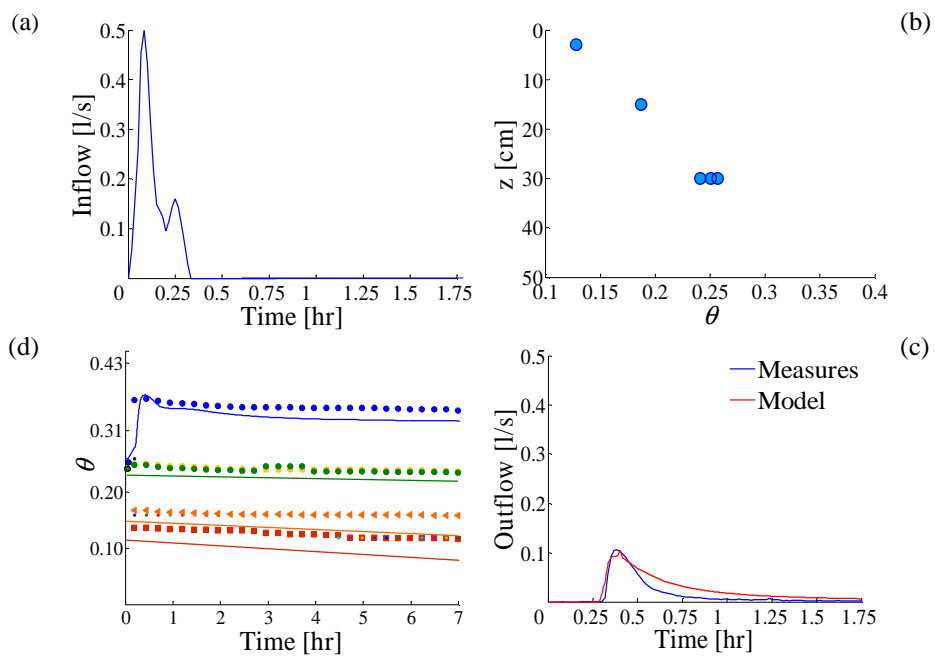 (a)
0.5
0.4
0.3
0.2
0.1
0 0.25 0.5 0.75 1 1.25 1.5 1.75
Inflow [l/s]
Time [hr]
(b)
0
10
20
30
40
50
0.1 0.15 0.2 0.25 0.3 0.35 0.4
z [cm]
θ
(d)
0.43
0.31
0.20
0.10
0 1 2 3 4 5 6 7
θ
Time [hr]
(c)
0.5
0.4
0.3
0.2
0.1
0 0.25 0.5 0.75 1 1.25 1.5 1.75
Outflow [l/s]
Time [hr]
Measures
Model